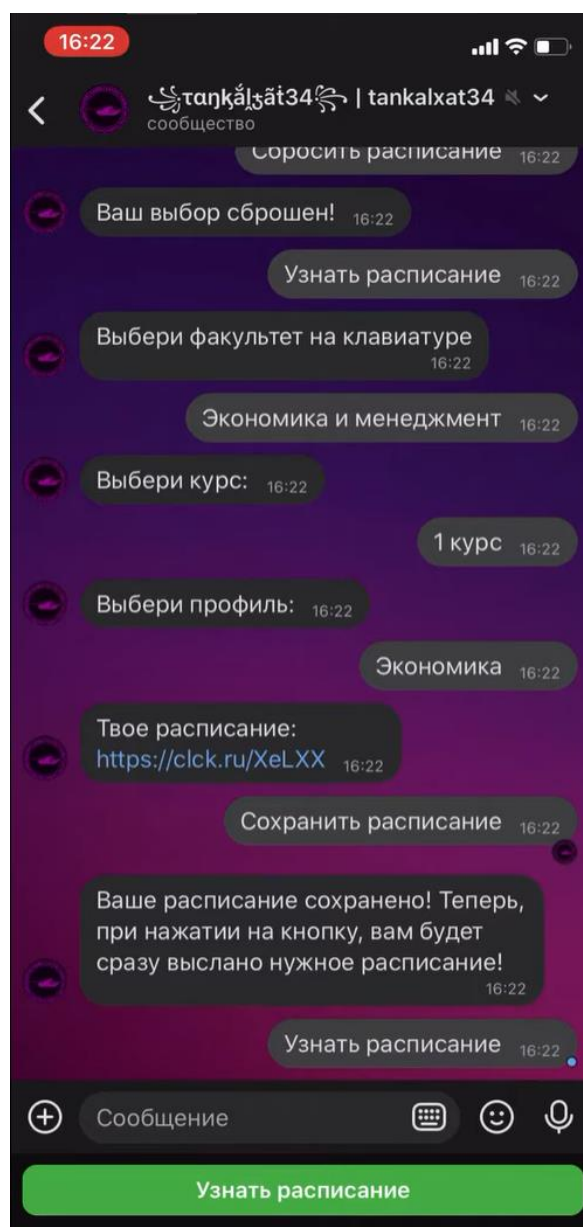 16:22
| tankalxat34
сообщество
Сбросить расписание 16:22
Ваш выбор сброшен! 16:22
Узнать расписание 16:22
Выбери факультет на клавиатуре
16:22
Экономика и менеджмент 16:22
Выбери курс: 16:22
1 курс 16:22
Выбери профиль: 16:22
Экономика 16:22
Твое расписание:
https://clck.ru/XeLXX 16:22
Сохранить расписание 16:22
Ваше расписание сохранено! Теперь,
при нажатии на кнопку, вам будет
сразу выслано нужное расписание!
16:22
Узнать расписание 16:22
Сообщение
Узнать расписание